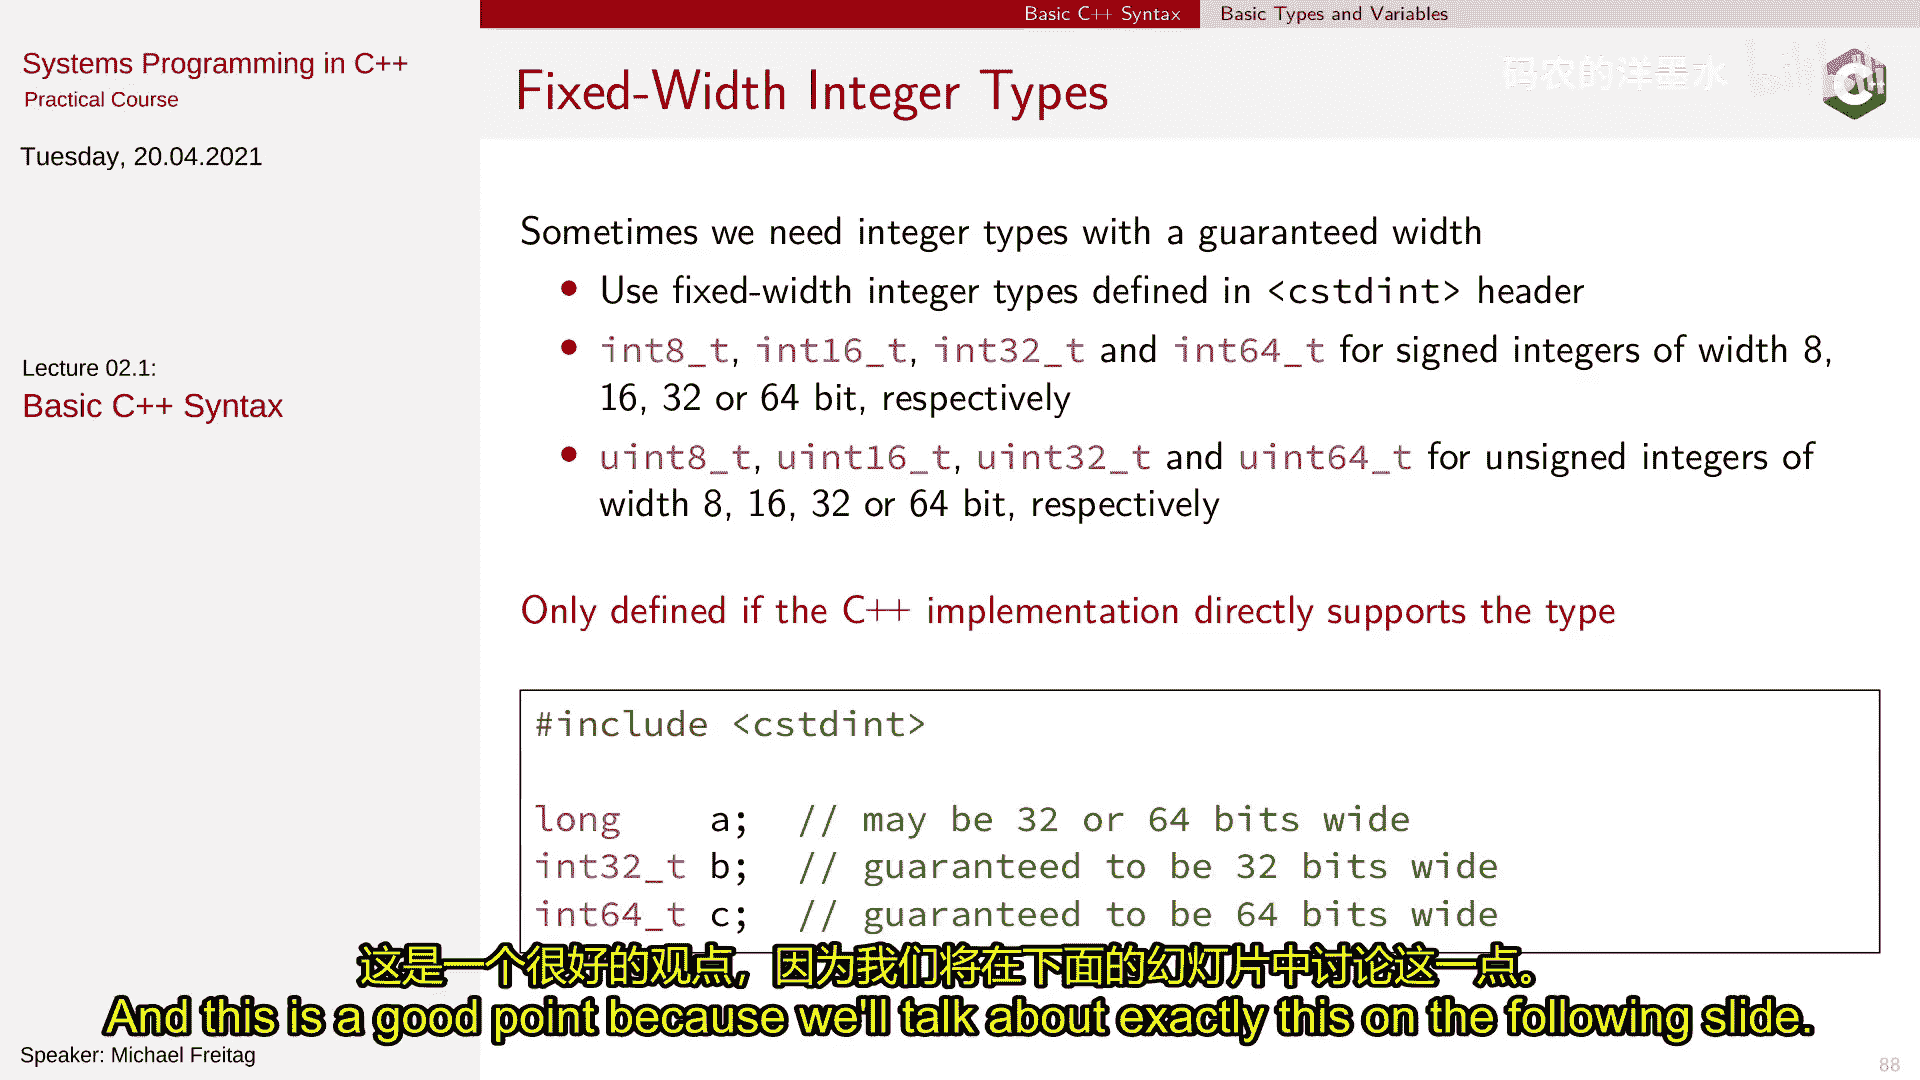 Basic C++ Syntax
Basic Types and Variables
Systems Programming in C++
Practical Course
Tuesday, 20.04.2021
Lecture 02.1:
Basic C++ Syntax
Fixed-Width Integer Types
码农的洋墨水
Sometimes we need integer types with a guaranteed width
• Use fixed-width integer types defined in <cstdint> header
• int8_t, int16_t, int32_t and int64_t for signed integers of width 8,
16, 32 or 64 bit, respectively
• uint8_t, uint16_t, uint32_t and uint64_t for unsigned integers of
width 8, 16, 32 or 64 bit, respectively
Only defined if the C++ implementation directly supports the type
#include <cstdint>
long    a;  // may be 32 or 64 bits wide
int32_t b;  // guaranteed to be 32 bits wide
int64_t c;  // guaranteed to be 64 bits wide
这是一个很好的观点，因为我们将在下面的幻灯片中讨论这一点。
And this is a good point because we'll talk about exactly this on the following slide.
Speaker: Michael Freitag
88